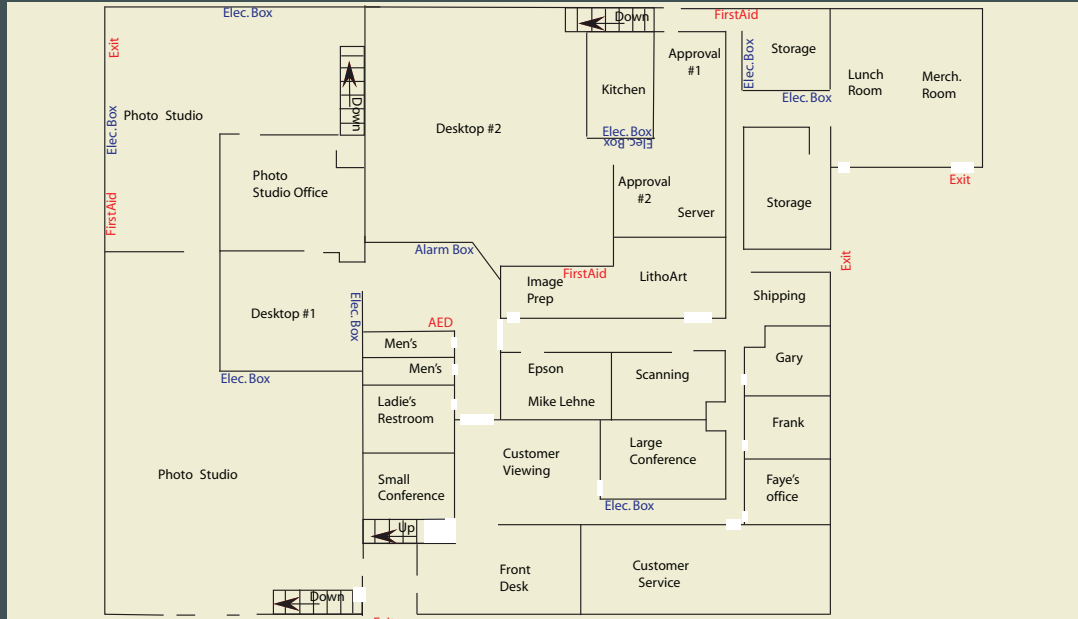 Elec.Box
Down
FirstAid
Exit
Approval
#1
Storage
Elec.Box
Lunch
Room
Merch.
Room
Kitchen
Elec.Box
Down
Elec.Box
Photo Studio
Desktop #2
Elec.Box
Elec.Box
Photo
Studio Office
Approval
#2
Exit
Storage
FirstAid
Server
Alarm Box
Exit
FirstAid
Image
Prep
LithoArt
Shipping
Desktop #1
Elec.Box
AED
Men's
Gary
Men's
Epson
Scanning
Elec.Box
Ladie's
Restroom
Mike Lehne
Frank
Customer
Viewing
Large
Conference
Photo Studio
Small
Conference
Faye's
office
Elec.Box
Up
Front
Desk
Customer
Service
Down